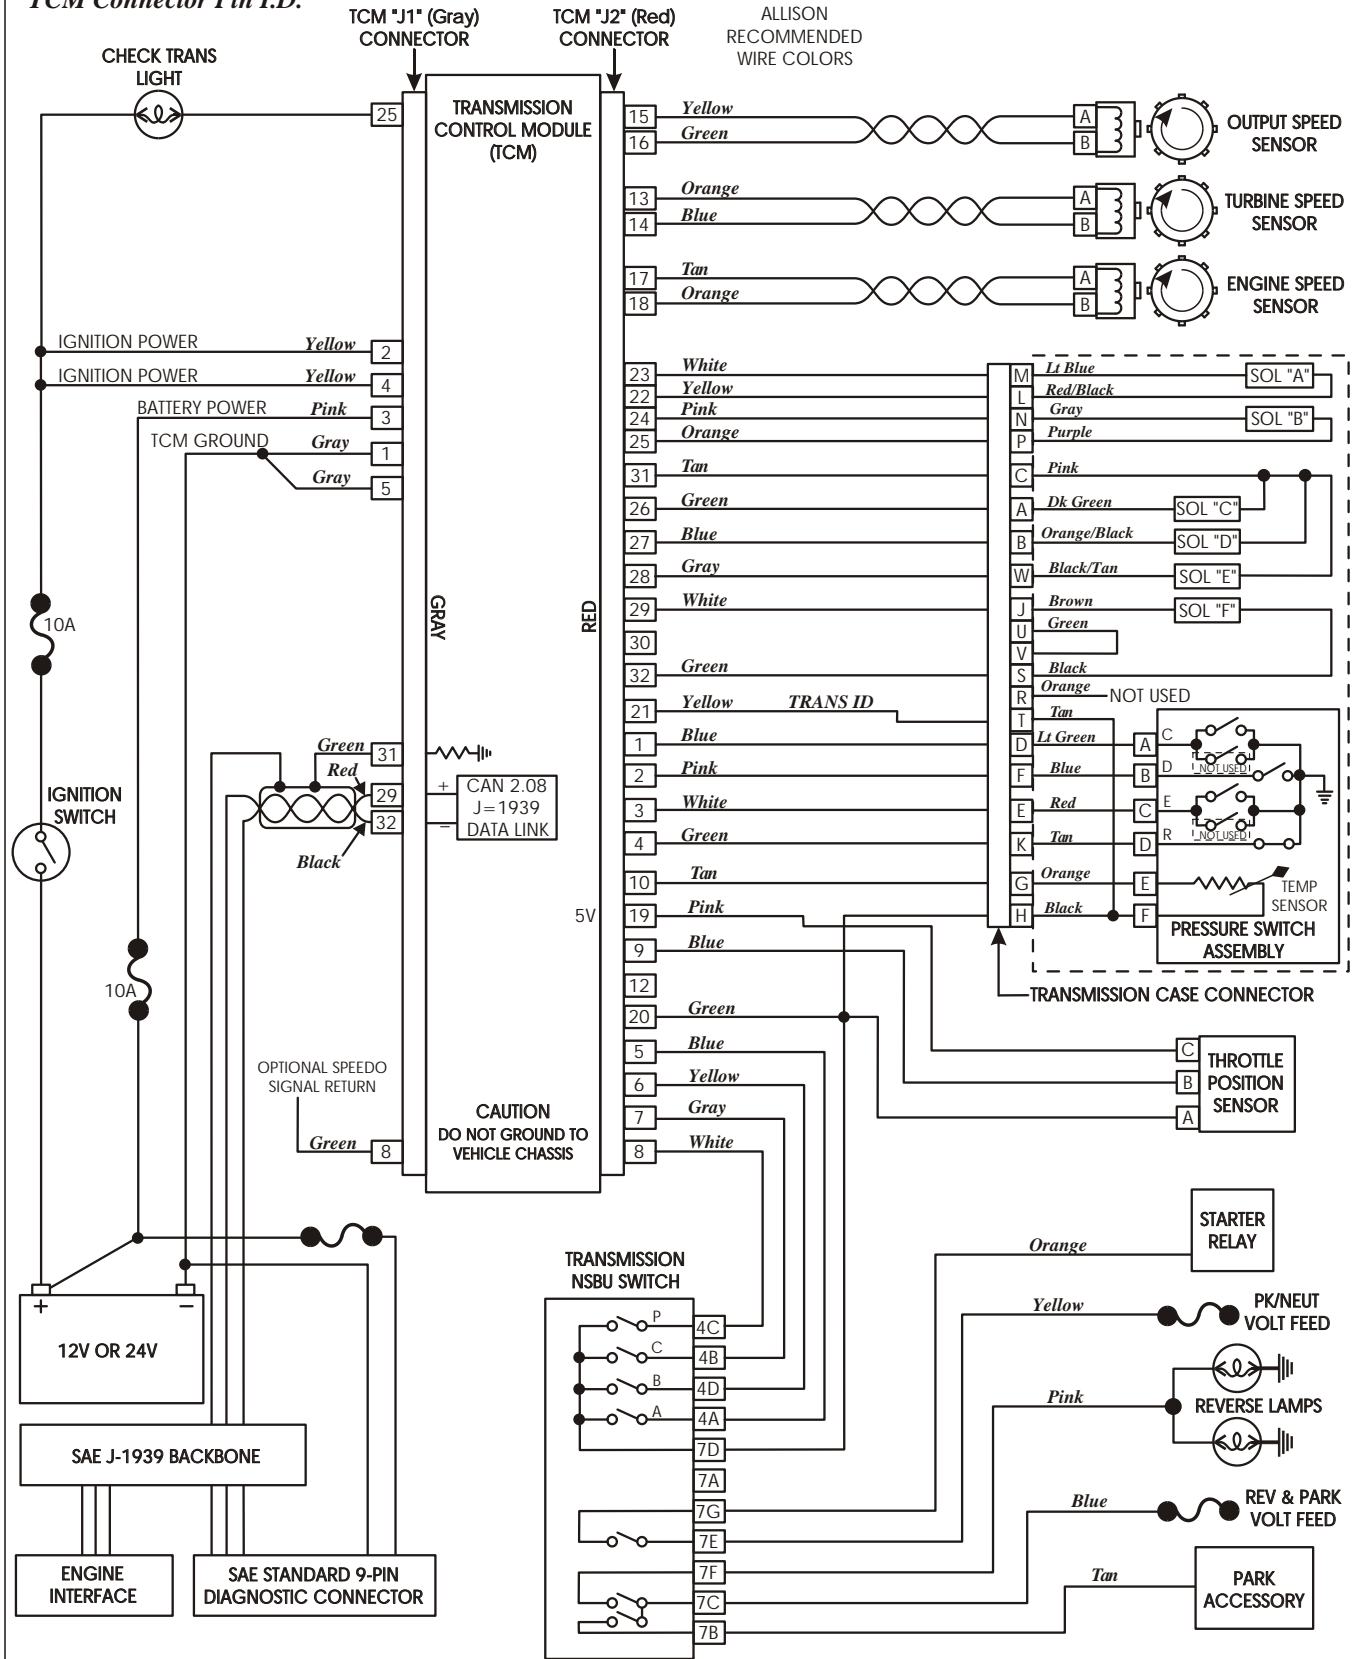 TCM Connector Pin I.D.
TCM "J1" (Gray)
CONNECTOR
TCM "J2" (Red)
CONNECTOR
ALLISON
RECOMMENDED
WIRE COLORS
CHECK TRANS
LIGHT
25
TRANSMISSION
CONTROL MODULE
(TCM)
GRAY
RED
15 Yellow
16 Green
A
B
OUTPUT SPEED
SENSOR
13 Orange
14 Blue
A
B
TURBINE SPEED
SENSOR
17 Tan
18 Orange
A
B
ENGINE SPEED
SENSOR
IGNITION POWER Yellow 2
IGNITION POWER Yellow 4
BATTERY POWER Pink 3
TCM GROUND Gray 1
Gray 5
23 White M Lt Blue SOL "A"
22 Yellow L Red/Black
24 Pink N Gray SOL "B"
25 Orange P Purple
31 Tan C Pink
26 Green A Dk Green SOL "C"
27 Blue B Orange/Black SOL "D"
28 Gray W Black/Tan SOL "E"
29 White J Brown SOL "F"
U Green
30 V
32 Green S Black
R Orange NOT USED
21 Yellow TRANS ID T Tan
1 Blue D Lt Green A C
NOT USED
2 Pink F Blue B D
3 White E Red C E
NOT USED
4 Green K Tan D R
10 Tan G Orange E
TEMP
SENSOR
5V 19 Pink H Black F
PRESSURE SWITCH
ASSEMBLY
9 Blue
12
20 Green
5 Blue
6 Yellow
7 Gray
8 White
TRANSMISSION CASE CONNECTOR
C
B
A
THROTTLE
POSITION
SENSOR
10A
IGNITION
SWITCH
10A
Green 31
Red 29
32
Black
+
−
CAN 2.08
J=1939
DATA LINK
OPTIONAL SPEEDO
SIGNAL RETURN
Green 8
CAUTION
DO NOT GROUND TO
VEHICLE CHASSIS
+ −
12V OR 24V
SAE J-1939 BACKBONE
ENGINE
INTERFACE
SAE STANDARD 9-PIN
DIAGNOSTIC CONNECTOR
TRANSMISSION
NSBU SWITCH
P 4C
C 4B
B 4D
A 4A
7D
7A
7G
7E
7F
7C
7B
Orange
STARTER
RELAY
Yellow
PK/NEUT
VOLT FEED
Pink
REVERSE LAMPS
Blue
REV & PARK
VOLT FEED
Tan
PARK
ACCESSORY